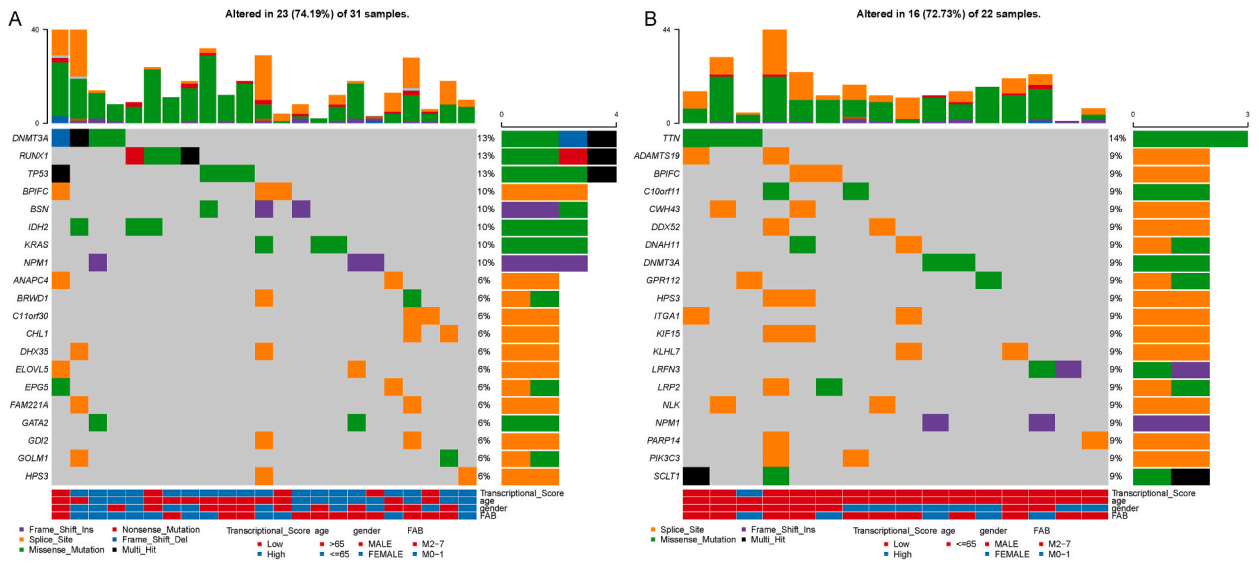 A
Altered in 23 (74.19%) of 31 samples.
40
0
0 4
DNMT3A 13%
RUNX1 13%
TP53 13%
BPIFC 10%
BSN 10%
IDH2 10%
KRAS 10%
NPM1 10%
ANAPC4 6%
BRWD1 6%
C11orf30 6%
CHL1 6%
DHX35 6%
ELOVL5 6%
EPG5 6%
FAM221A 6%
GATA2 6%
GDI2 6%
GOLM1 6%
HPS3 6%
Transcriptional_Score
age
gender
FAB
Frame_Shift_Ins Nonsense_Mutation Transcriptional_Score age gender FAB
Splice_Site Frame_Shift_Del Low >65 MALE M2-7
Missense_Mutation Multi_Hit High <=65 FEMALE M0-1
B
Altered in 16 (72.73%) of 22 samples.
44
0
0 3
TTN 14%
ADAMTS19 9%
BPIFC 9%
C10orf11 9%
CWH43 9%
DDX52 9%
DNAH11 9%
DNMT3A 9%
GPR112 9%
HPS3 9%
ITGA1 9%
KIF15 9%
KLHL7 9%
LRFN3 9%
LRP2 9%
NLK 9%
NPM1 9%
PARP14 9%
PIK3C3 9%
SCLT1 9%
Transcriptional_Score
age
gender
FAB
Splice_Site Frame_Shift_Ins Transcriptional_Score age gender FAB
Missense_Mutation Multi_Hit Low <=65 MALE M2-7
High FEMALE M0-1